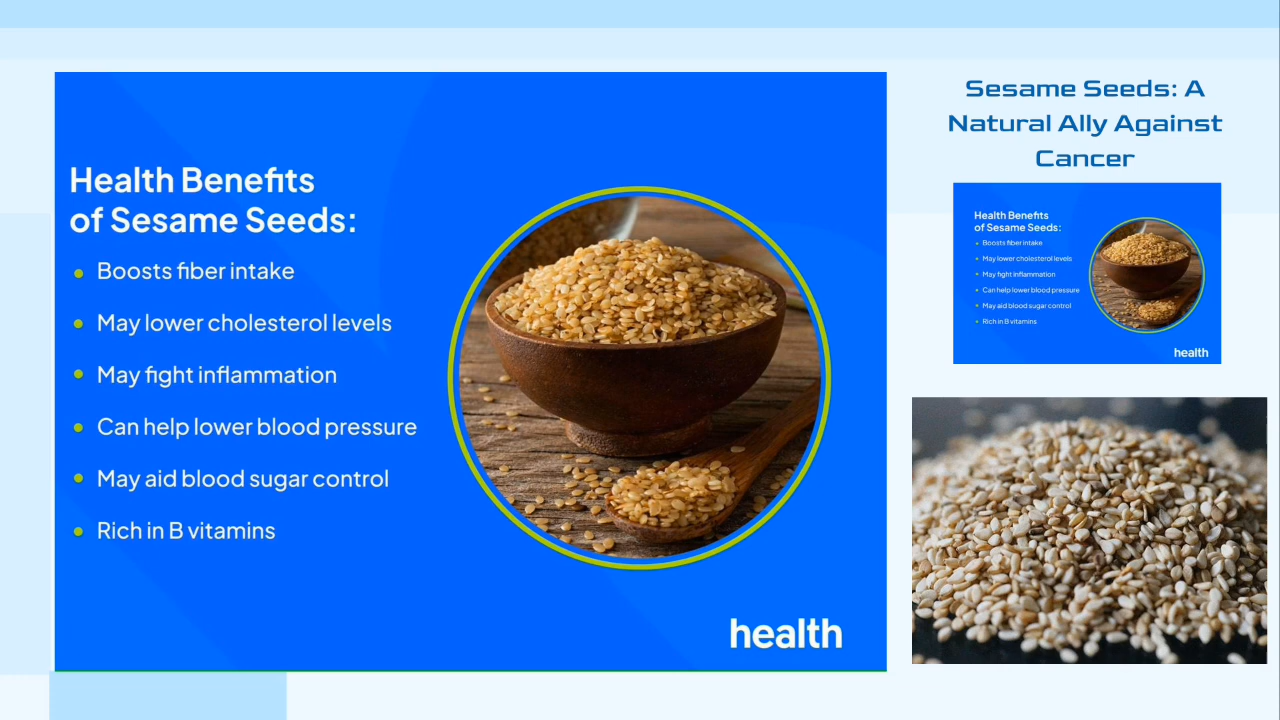 Health Benefits
of Sesame Seeds:
Boosts fiber intake
May lower cholesterol levels
May fight inflammation
Can help lower blood pressure
May aid blood sugar control
Rich in B vitamins
health
Sesame Seeds: A
Natural Ally Against
Cancer
Health Benefits
of Sesame Seeds:
Boosts fiber intake
May lower cholesterol levels
May fight inflammation
Can help lower blood pressure
May aid blood sugar control
Rich in B vitamins
health